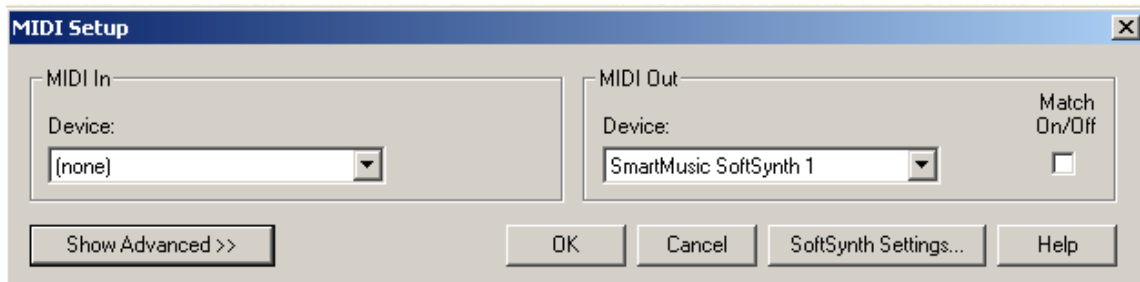 MIDI Setup
MIDI In
Device:
(none)
MIDI Out
Device:
SmartMusic SoftSynth 1
Match
On/Off
Show Advanced >>
OK
Cancel
SoftSynth Settings...
Help